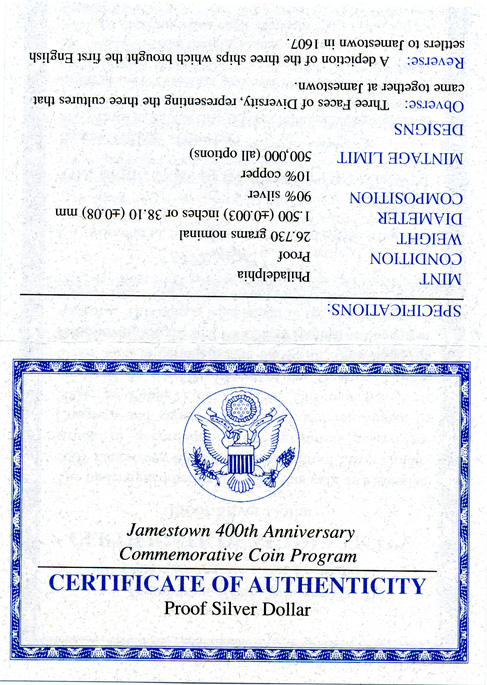 SPECIFICATIONS:
MINT Philadelphia
CONDITION Proof
WEIGHT 26.730 grams nominal
DIAMETER 1.500 (±0.003) inches or 38.10 (±0.08) mm
COMPOSITION 90% silver
10% copper
MINTAGE LIMIT 500,000 (all options)
DESIGNS
Obverse: Three Faces of Diversity, representing the three cultures that
came together at Jamestown.
Reverse: A depiction of the three ships which brought the first English
settlers to Jamestown in 1607.
Jamestown 400th Anniversary
Commemorative Coin Program
CERTIFICATE OF AUTHENTICITY
Proof Silver Dollar